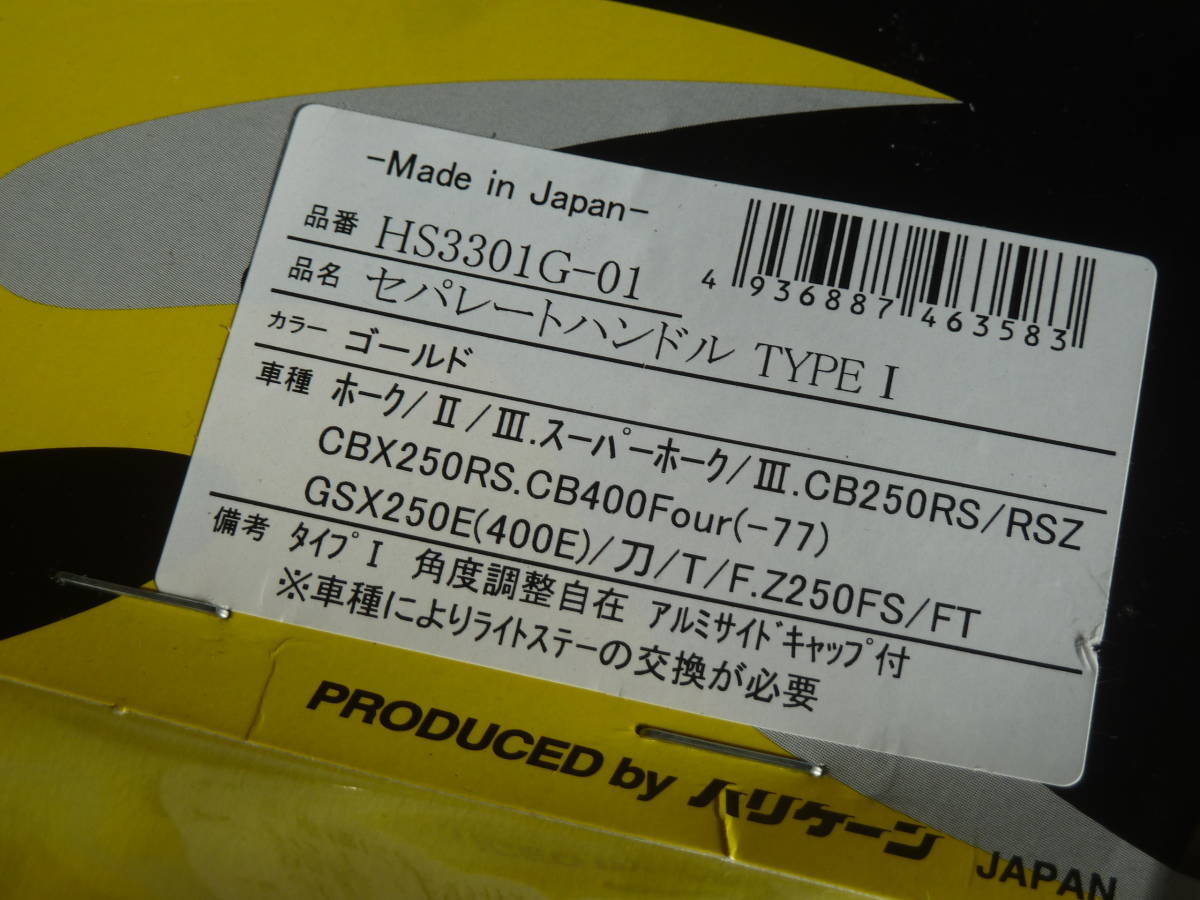 -Made in Japan-
品番 HS3301G-01
4 936887 463583
品名 セパレートハンドル TYPE I
カラー ゴールド
車種 ホーク/Ⅱ/Ⅲ.スーパーホーク/Ⅲ.CB250RS/RSZ
CBX250RS.CB400Four(-77)
GSX250E(400E)/刀/T/F.Z250FS/FT
備考 タイプⅠ 角度調整自在 アルミサイドキャップ付
※車種によりライトステーの交換が必要
PRODUCED by ハリケーン JAPAN